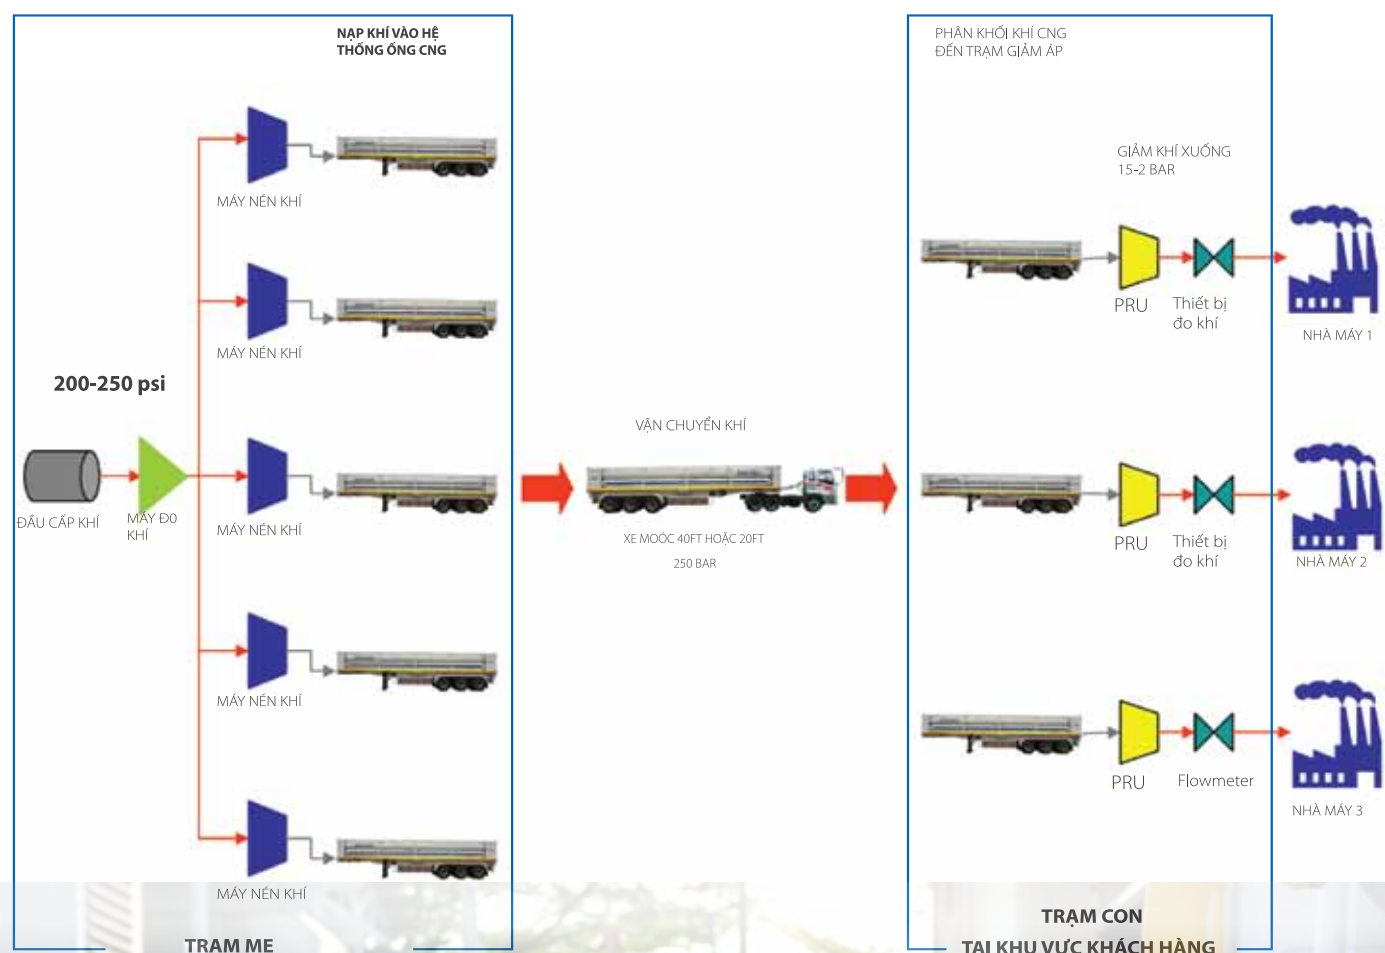 NẠP KHÍ VÀO HỆ
THỐNG ỐNG CNG
MÁY NÉN KHÍ
MÁY NÉN KHÍ
200-250 psi
ĐẦU CẤP KHÍ
MÁY ĐO
KHÍ
MÁY NÉN KHÍ
MÁY NÉN KHÍ
MÁY NÉN KHÍ
TRẠM MẸ
VẬN CHUYỂN KHÍ
XE MOÓC 40FT HOẶC 20FT
250 BAR
PHÂN KHỐI KHÍ CNG
ĐẾN TRẠM GIẢM ÁP
GIẢM KHÍ XUỐNG
15-2 BAR
PRU
Thiết bị
đo khí
NHÀ MÁY 1
PRU
Thiết bị
đo khí
NHÀ MÁY 2
PRU
Flowmeter
NHÀ MÁY 3
TRẠM CON
TẠI KHU VỰC KHÁCH HÀNG